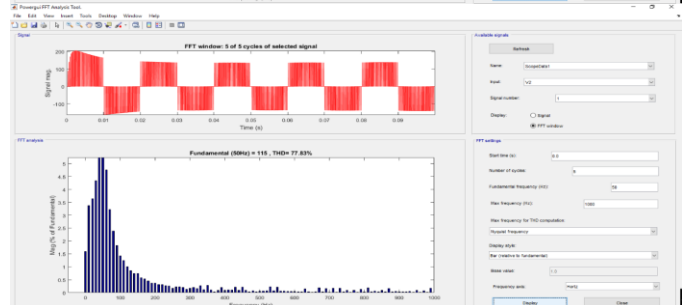 Powergui FFT Analysis Tool.
File Edit View Insert Tools Desktop Window Help
Signal
FFT window: 5 of 5 cycles of selected signal
200
100
0
-100
Signal mag.
0 0.01 0.02 0.03 0.04 0.05 0.06 0.07 0.08 0.09
Time (s)
FFT analysis
Fundamental (50Hz) = 115 , THD= 77.83%
5
4.5
4
3.5
3
2.5
2
1.5
1
0.5
0
Mag (% of Fundamental)
0 100 200 300 400 500 600 700 800 900 1000
Frequency (Hz)
Available signals
Refresh
Name: ScopeData1
Input: V2
Signal number: 1
Display: Signal
FFT window
FFT settings
Start time (s): 0.0
Number of cycles: 5
Fundamental frequency (Hz): 50
Max frequency (Hz): 1000
Max frequency for THD computation:
Nyquist frequency
Display style:
Bar (relative to fundamental)
Base value: 1.0
Frequency axis: Hertz
Display Close